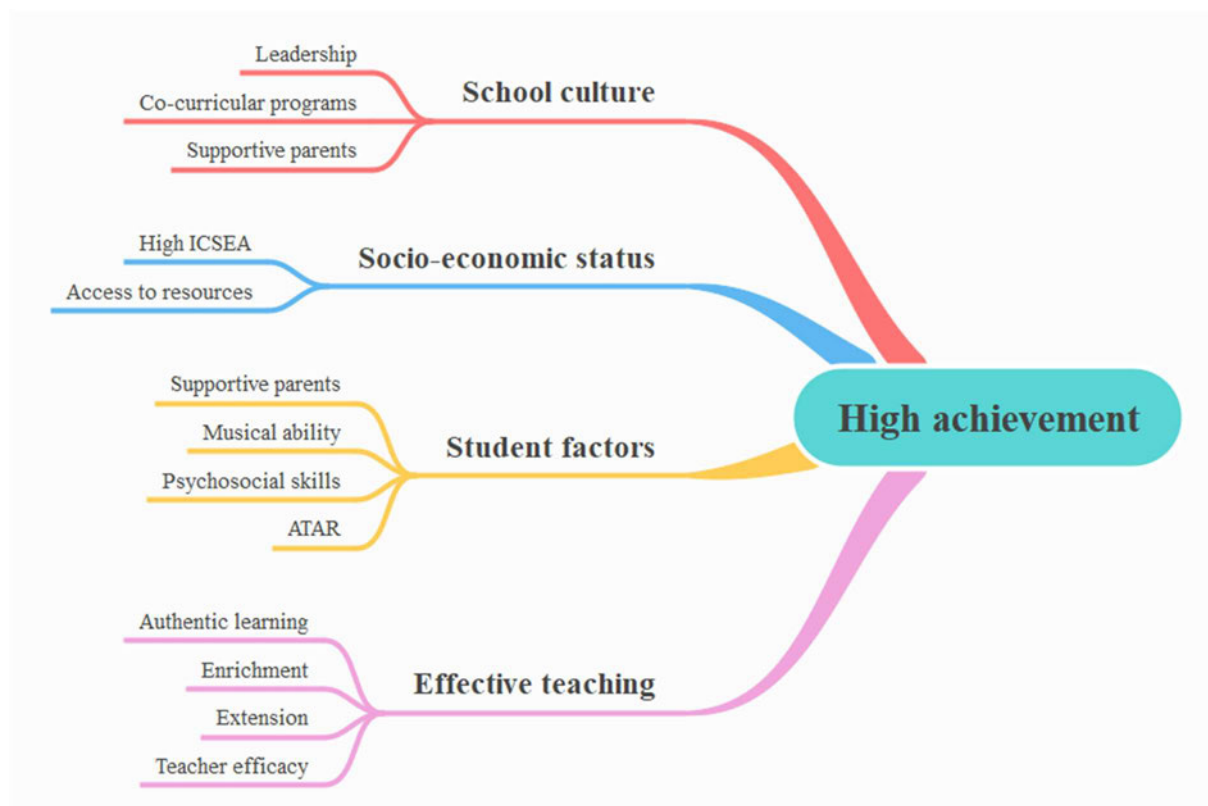 Leadership
School culture
Co-curricular programs
Supportive parents
High ICSEA
Socio-economic status
Access to resources
High achievement
Supportive parents
Musical ability
Student factors
Psychosocial skills
ATAR
Authentic learning
Enrichment
Effective teaching
Extension
Teacher efficacy